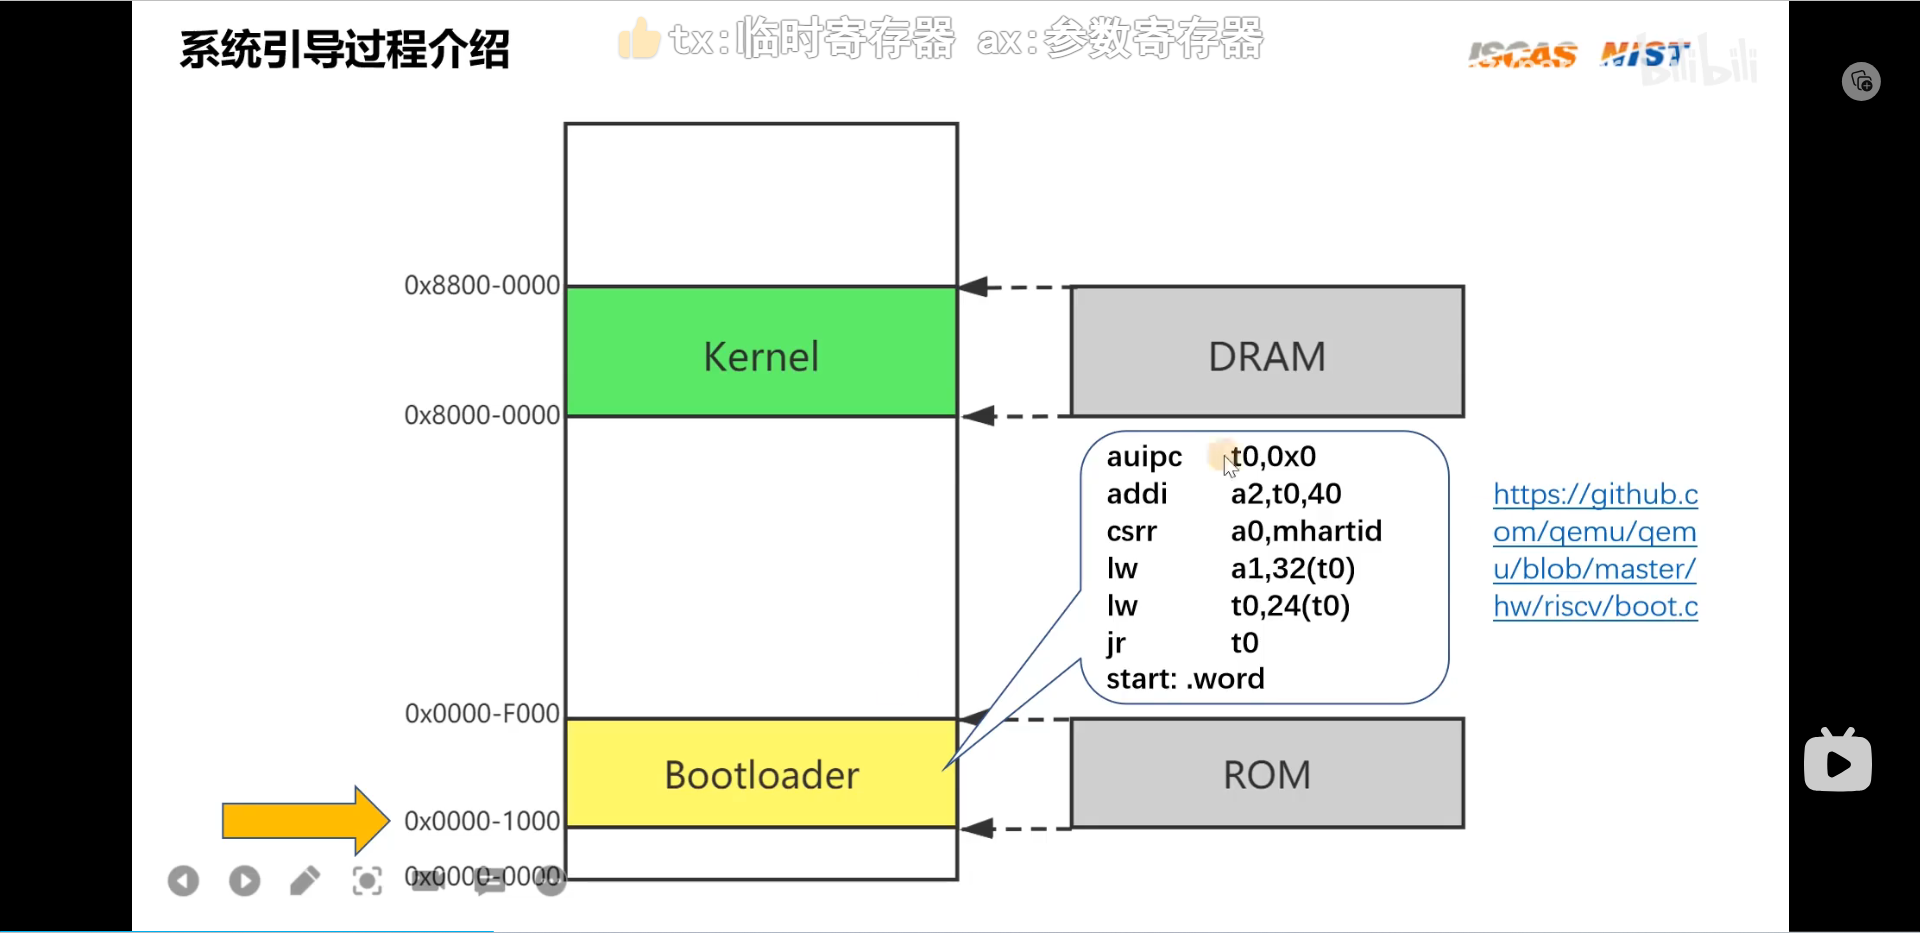 系统引导过程介绍
tx:临时寄存器 ax:参数寄存器
ISCAS NIST
bilibili
0x8800-0000
Kernel
DRAM
0x8000-0000
auipc t0,0x0
addi a2,t0,40
csrr a0,mhartid
lw a1,32(t0)
lw t0,24(t0)
jr t0
start: .word
https://github.c
om/qemu/qem
u/blob/master/
hw/riscv/boot.c
0x0000-F000
Bootloader
ROM
0x0000-1000
0x0000-0000